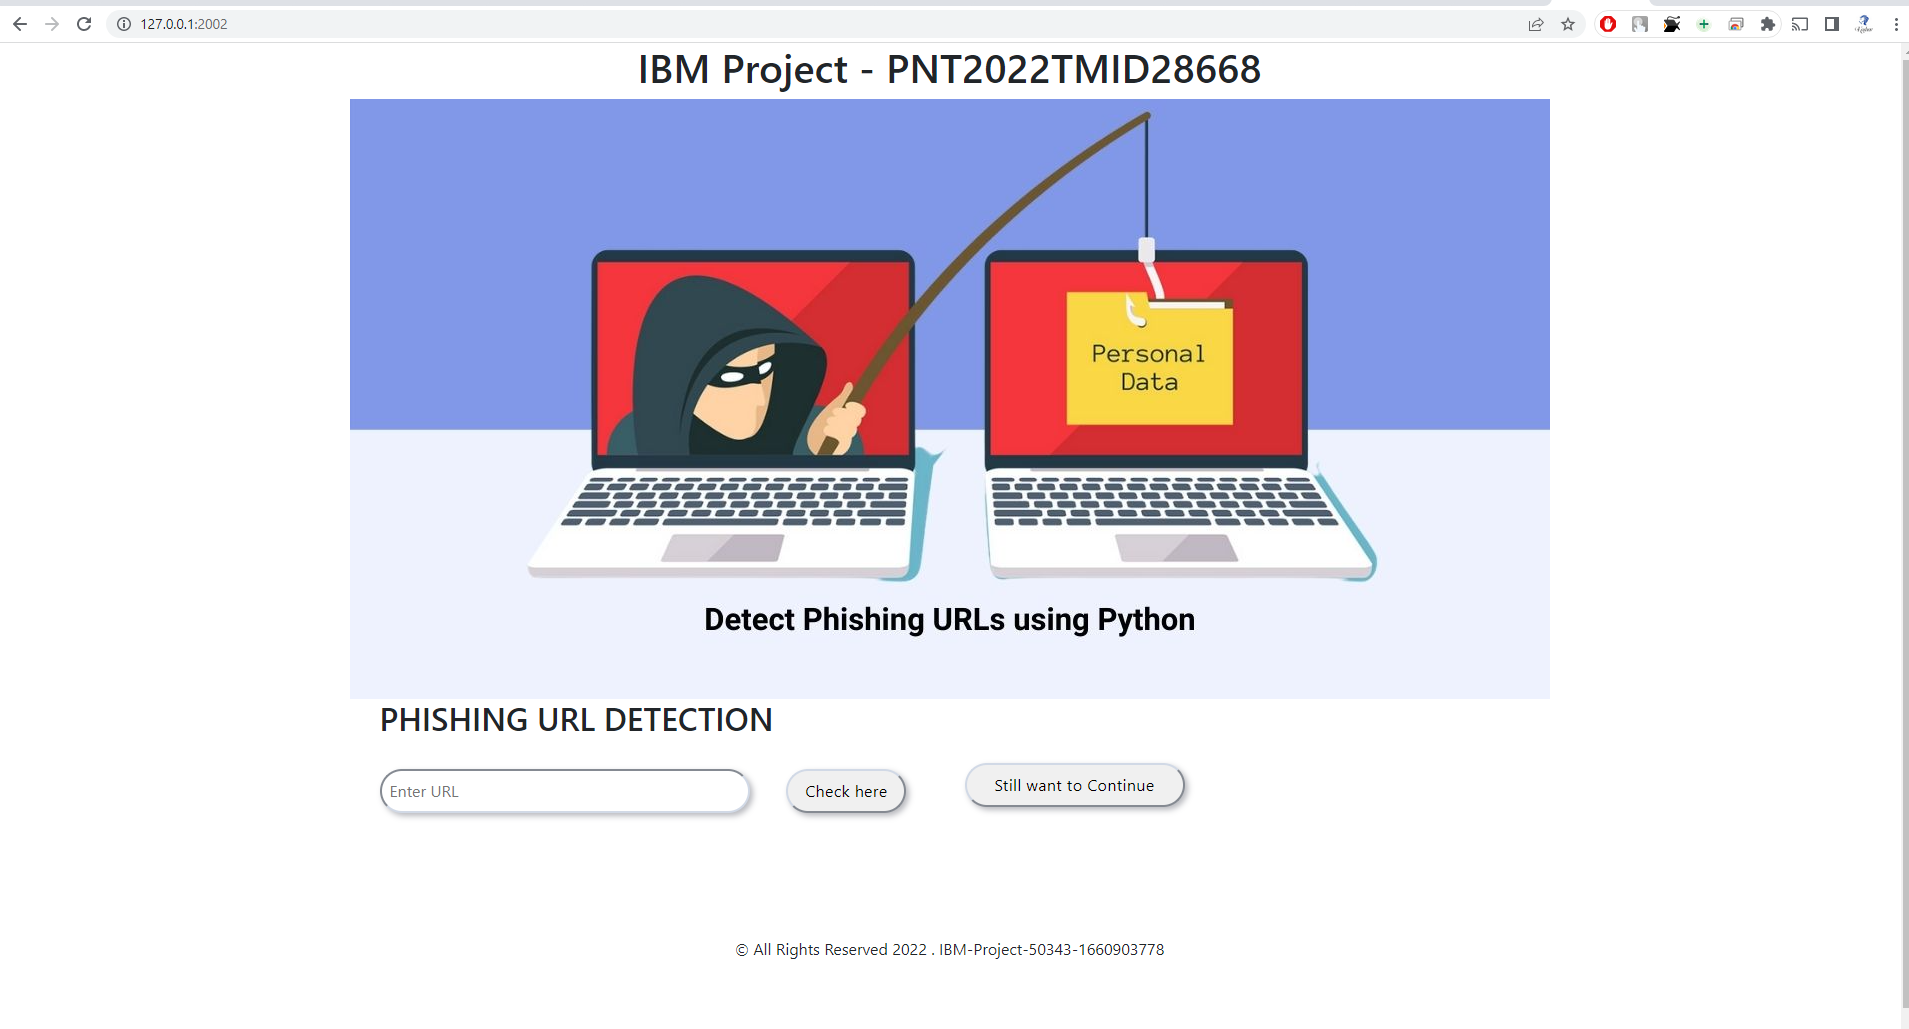 127.0.0.1:2002
IBM Project - PNT2022TMID28668
Personal
Data
Detect Phishing URLs using Python
PHISHING URL DETECTION
Enter URL
Check here
Still want to Continue
© All Rights Reserved 2022 . IBM-Project-50343-1660903778